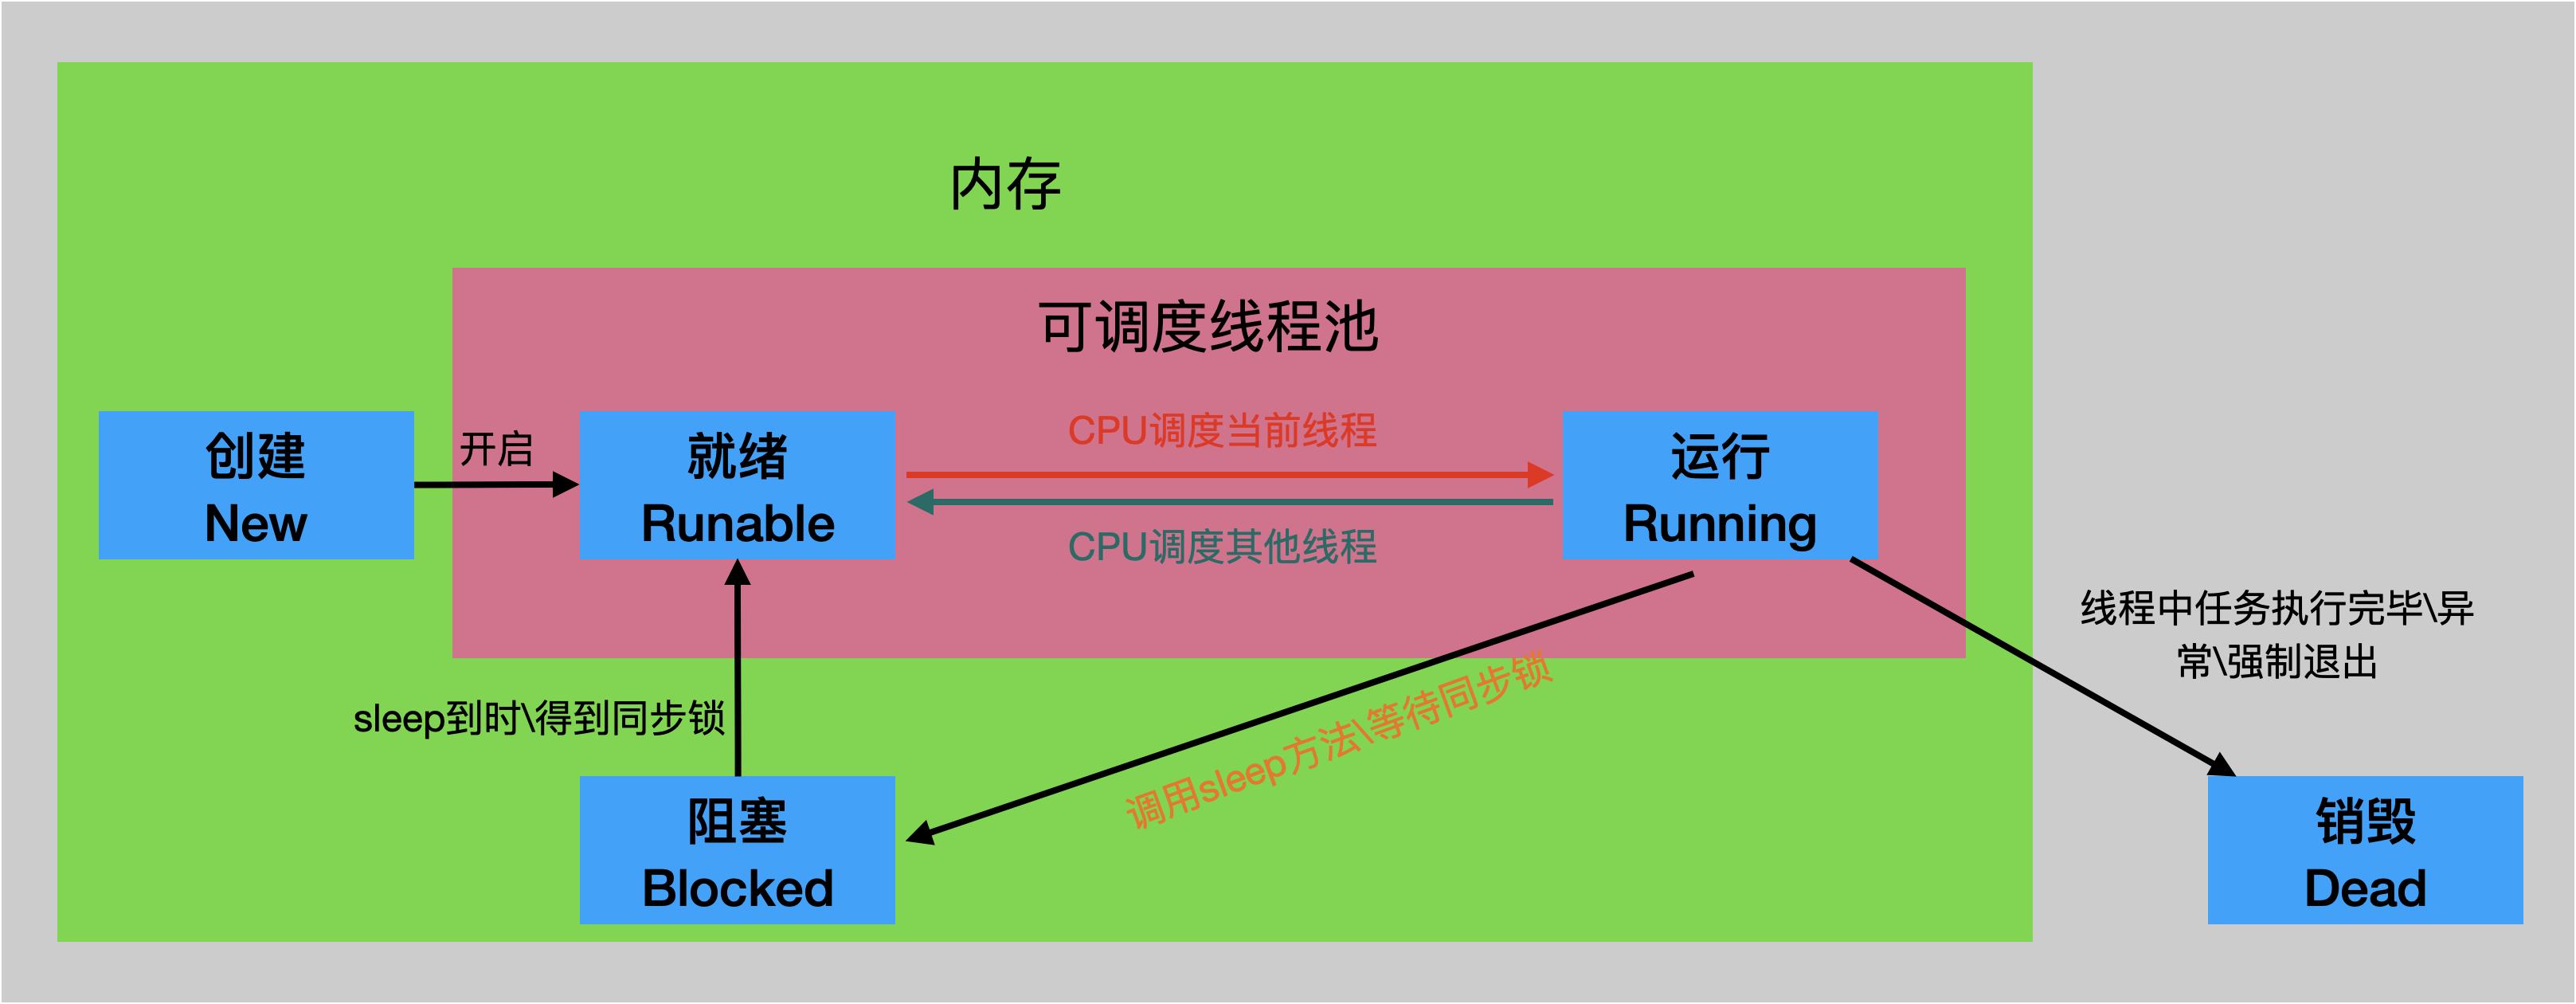 内存
可调度线程池
创建
New
开启
就绪
Runable
CPU调度当前线程
CPU调度其他线程
运行
Running
线程中任务执行完毕\异
常\强制退出
sleep到时\得到同步锁
调用sleep方法\等待同步锁
阻塞
Blocked
销毁
Dead